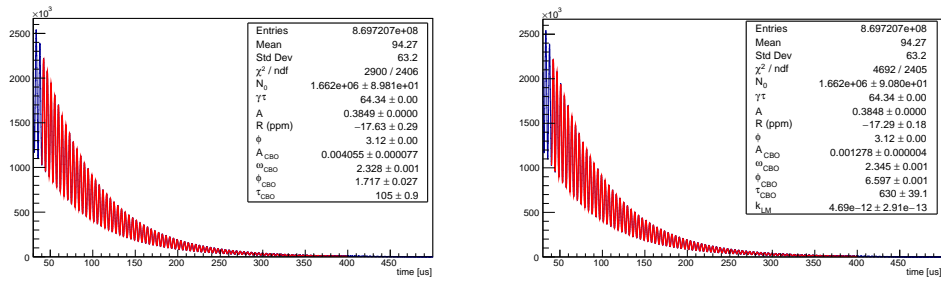 ×10³
2500
2000
1500
1000
500
0
50 100 150 200 250 300 350 400 450
time [us]
Entries 8.697207e+08
Mean 94.27
Std Dev 63.2
χ² / ndf 2900 / 2406
N₀ 1.662e+06 ± 8.981e+01
γτ 64.34 ± 0.00
A 0.3849 ± 0.0000
R (ppm) −17.63 ± 0.29
ϕ 3.12 ± 0.00
A_CBO 0.004055 ± 0.000077
ω_CBO 2.328 ± 0.001
ϕ_CBO 1.717 ± 0.027
τ_CBO 105 ± 0.9
×10³
2500
2000
1500
1000
500
0
50 100 150 200 250 300 350 400 450
time [us]
Entries 8.697207e+08
Mean 94.27
Std Dev 63.2
χ² / ndf 4692 / 2405
N₀ 1.662e+06 ± 9.080e+01
γτ 64.34 ± 0.00
A 0.3848 ± 0.0000
R (ppm) −17.29 ± 0.18
ϕ 3.12 ± 0.00
A_CBO 0.001278 ± 0.000004
ω_CBO 2.345 ± 0.001
ϕ_CBO 6.597 ± 0.001
τ_CBO 630 ± 39.1
k_LM 4.69e−12 ± 2.91e−13